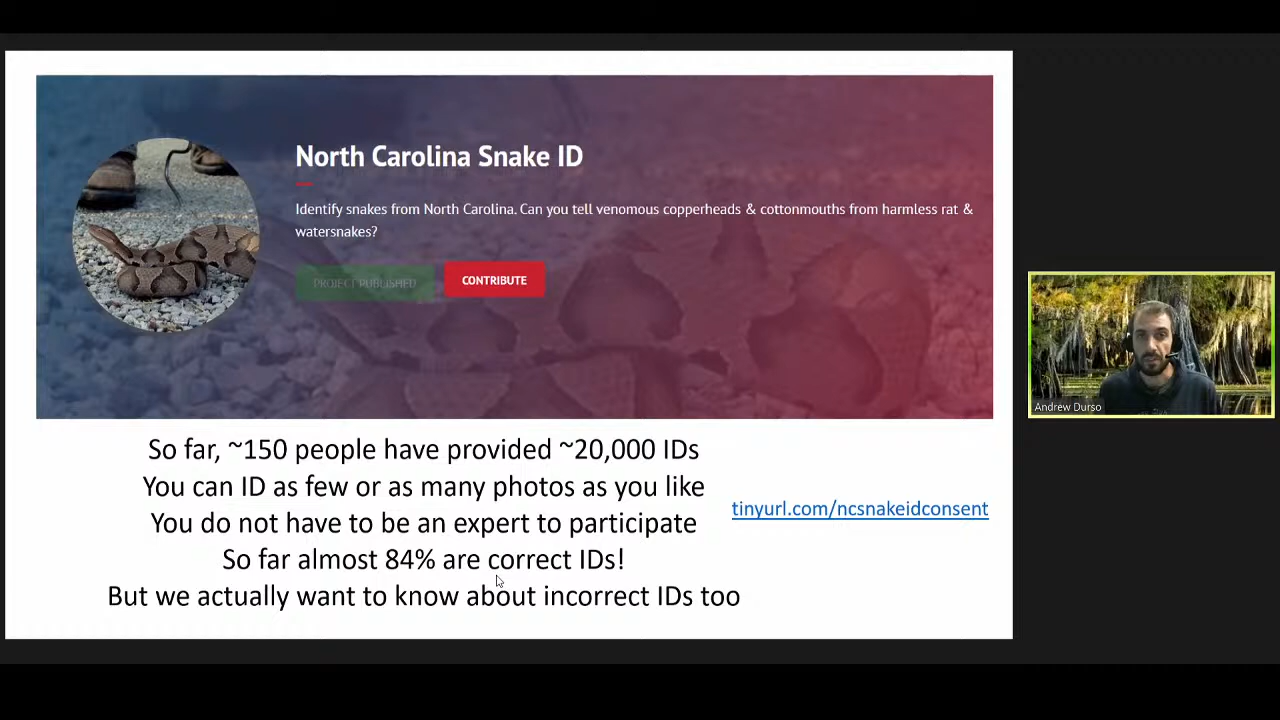 North Carolina Snake ID
Identify snakes from North Carolina. Can you tell venomous copperheads & cottonmouths from harmless rat &
watersnakes?
PROJECT PUBLISHED
CONTRIBUTE
So far, ~150 people have provided ~20,000 IDs
You can ID as few or as many photos as you like
You do not have to be an expert to participate
So far almost 84% are correct IDs!
But we actually want to know about incorrect IDs too
tinyurl.com/ncsnakeidconsent
Andrew Durso